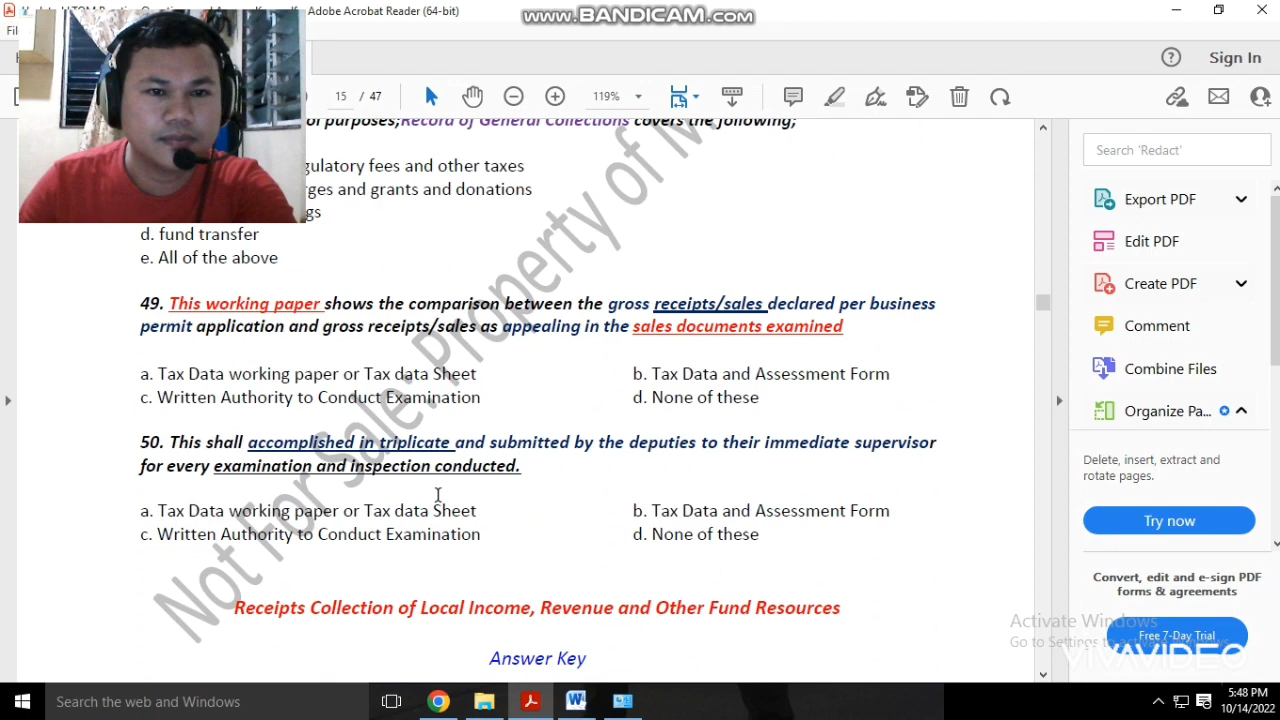 Adobe Acrobat Reader (64-bit)
www.BANDICAM.com
Sign In
15 / 47
119%
Record of General Collections covers the following;
Search 'Redact'
gulatory fees and other taxes
rges and grants and donations
gs
d. fund transfer
e. All of the above
Export PDF
Edit PDF
Create PDF
Comment
Combine Files
Organize Pa...
Delete, insert, extract and
rotate pages.
Try now
Convert, edit and e-sign PDF
forms & agreements
Free 7-Day Trial
49. This working paper shows the comparison between the gross receipts/sales declared per business
permit application and gross receipts/sales as appealing in the sales documents examined
a. Tax Data working paper or Tax data Sheet
b. Tax Data and Assessment Form
c. Written Authority to Conduct Examination
d. None of these
50. This shall accomplished in triplicate and submitted by the deputies to their immediate supervisor
for every examination and inspection conducted.
a. Tax Data working paper or Tax data Sheet
b. Tax Data and Assessment Form
c. Written Authority to Conduct Examination
d. None of these
Receipts Collection of Local Income, Revenue and Other Fund Resources
Answer Key
Not For Sale: Property of M
Activate Windows
Go to Settings to activate Windows.
VIVAVIDEO
Search the web and Windows
5:48 PM
10/14/2022